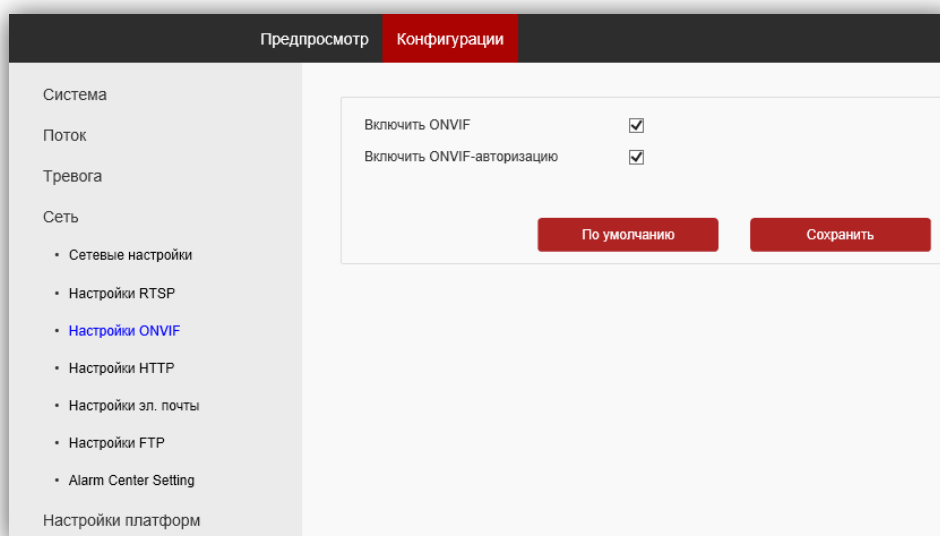 Предпросмотр Конфигурации
Система
Поток
Тревога
Сеть
• Сетевые настройки
• Настройки RTSP
• Настройки ONVIF
• Настройки HTTP
• Настройки эл. почты
• Настройки FTP
• Alarm Center Setting
Настройки платформ
Включить ONVIF
Включить ONVIF-авторизацию
По умолчанию Сохранить